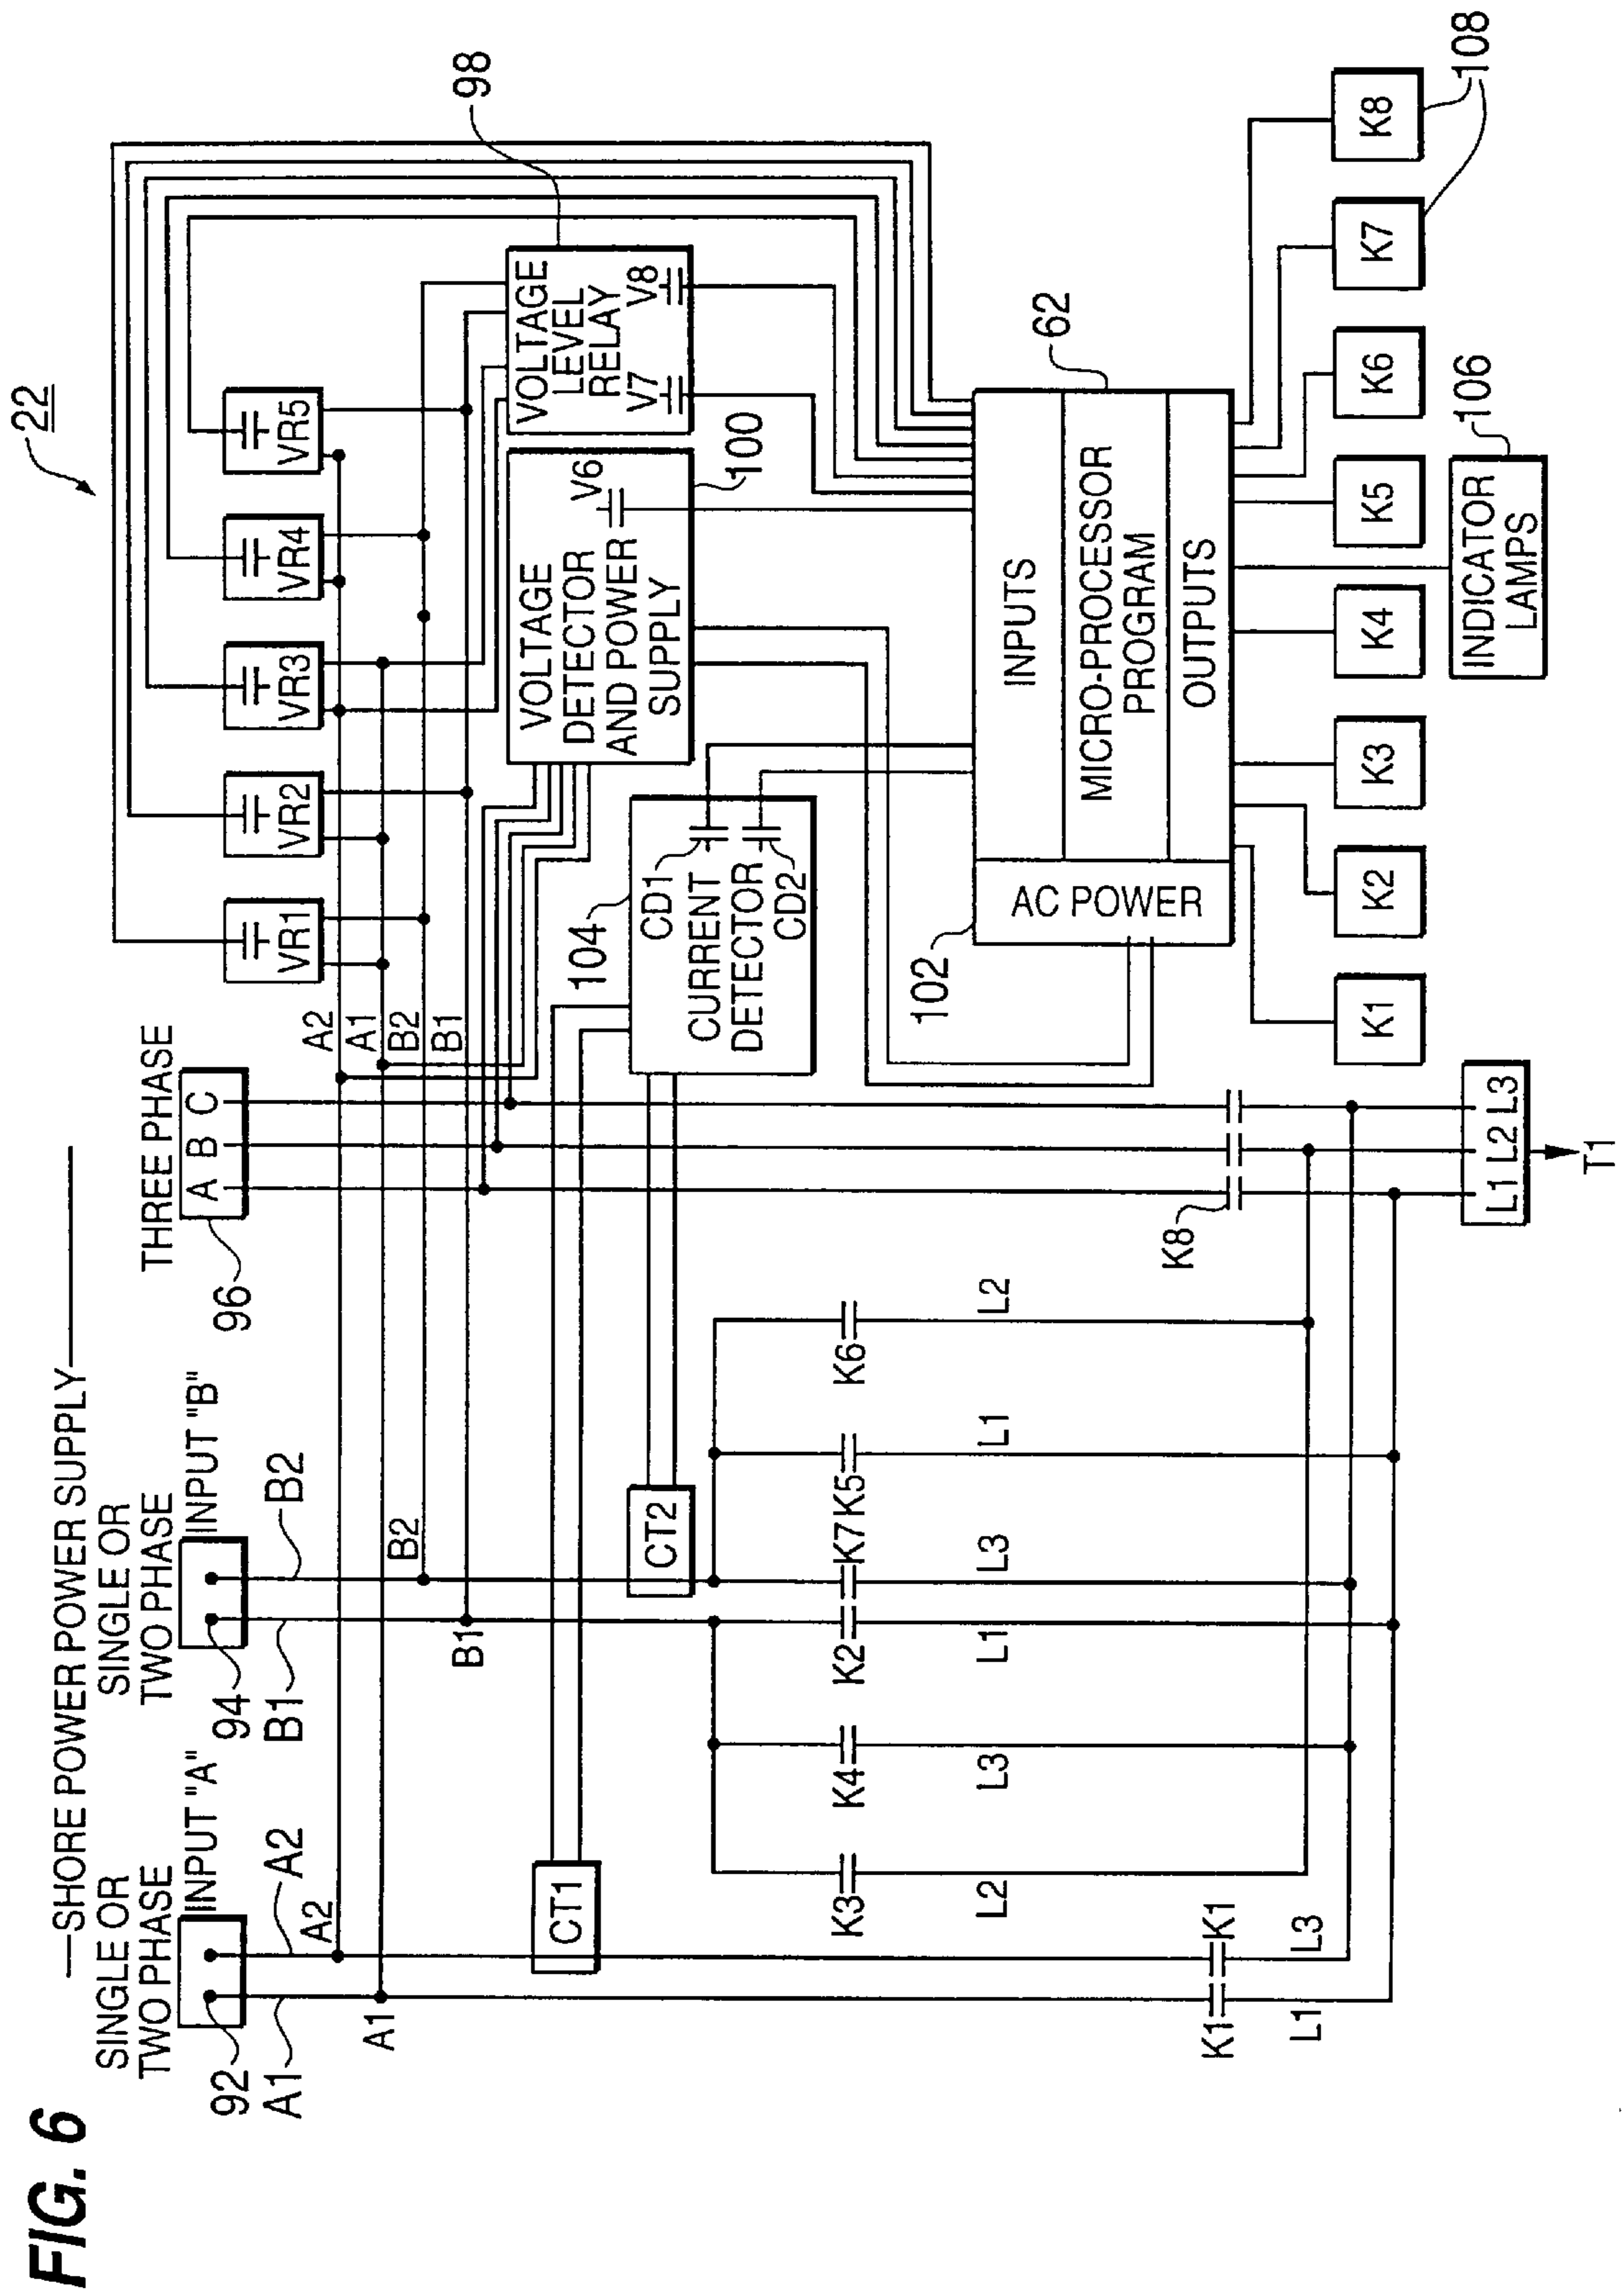 FIG. 6
SHORE POWER POWER SUPPLY
22
SINGLE OR
TWO PHASE
INPUT "A"
92
A1
A2
A2
A1
SINGLE OR
TWO PHASE
INPUT "B"
94
B1
B2
B2
B1
THREE PHASE
A B C
96
A2
A1
B2
B1
VR1
VR2
VR3
VR4
VR5
98
VOLTAGE
LEVEL
RELAY
V7
V8
VOLTAGE
DETECTOR
AND POWER
SUPPLY
V6
100
CT1
CT2
104
CD1
CURRENT
DETECTOR
CD2
102
AC POWER
INPUTS
MICRO-PROCESSOR
PROGRAM
OUTPUTS
62
K3
K4
K2
K7
K5
K6
L2
L3
L1
L3
L1
L2
K1
K1
L1
L3
K8
L1 L2 L3
T1
K1
K2
K3
K4
K5
K6
K7
K8
108
INDICATOR
LAMPS
106